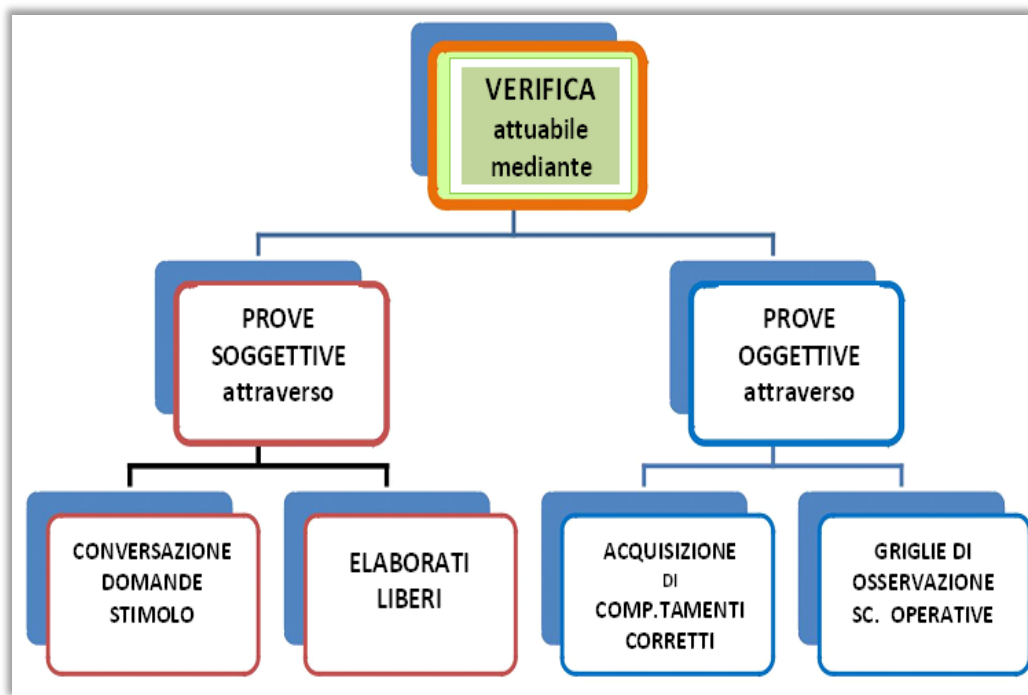 VERIFICA
attuabile
mediante
PROVE
SOGGETTIVE
attraverso
PROVE
OGGETTIVE
attraverso
CONVERSAZIONE
DOMANDE
STIMOLO
ELABORATI
LIBERI
ACQUISIZIONE
DI
COMP.TAMENTI
CORRETTI
GRIGLIE DI
OSSERVAZIONE
SC. OPERATIVE